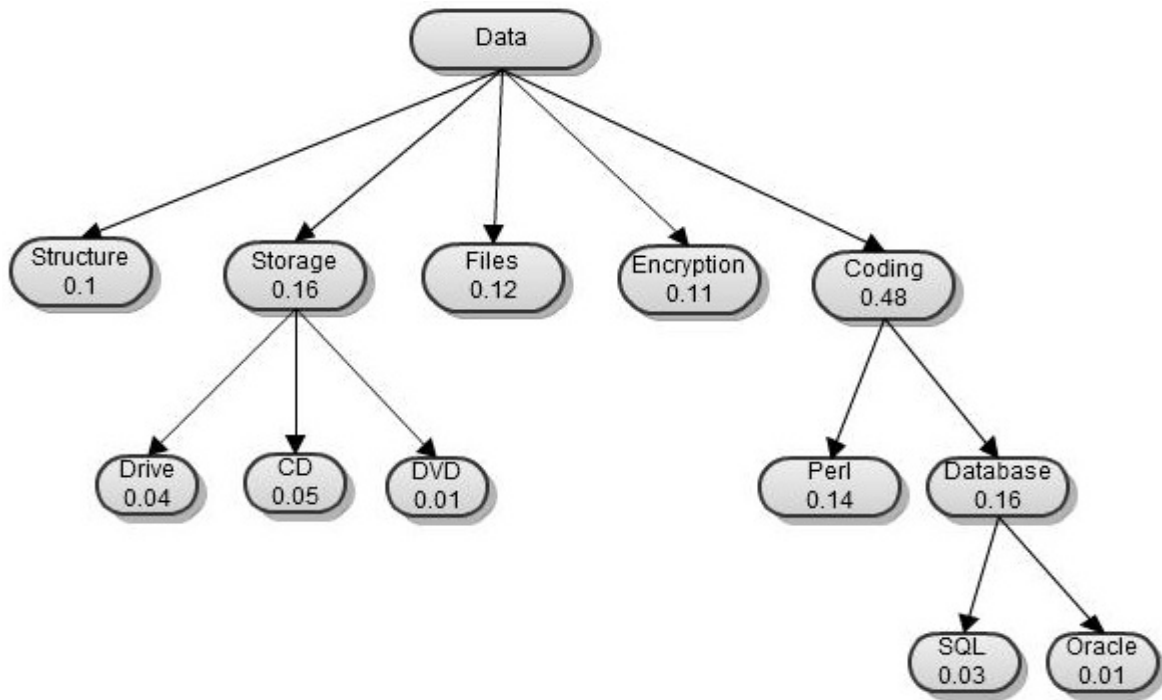 Data
Structure
0.1
Storage
0.16
Files
0.12
Encryption
0.11
Coding
0.48
Drive
0.04
CD
0.05
DVD
0.01
Perl
0.14
Database
0.16
SQL
0.03
Oracle
0.01